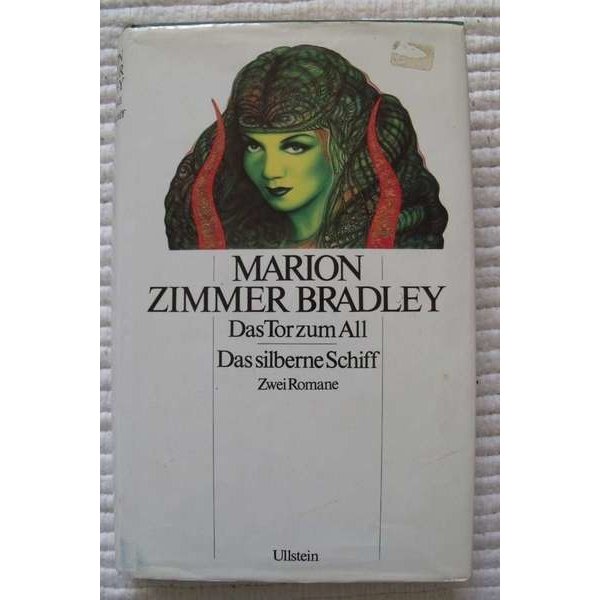 MARION
ZIMMER BRADLEY
Das Tor zum All
Das silberne Schiff
Zwei Romane
Ullstein